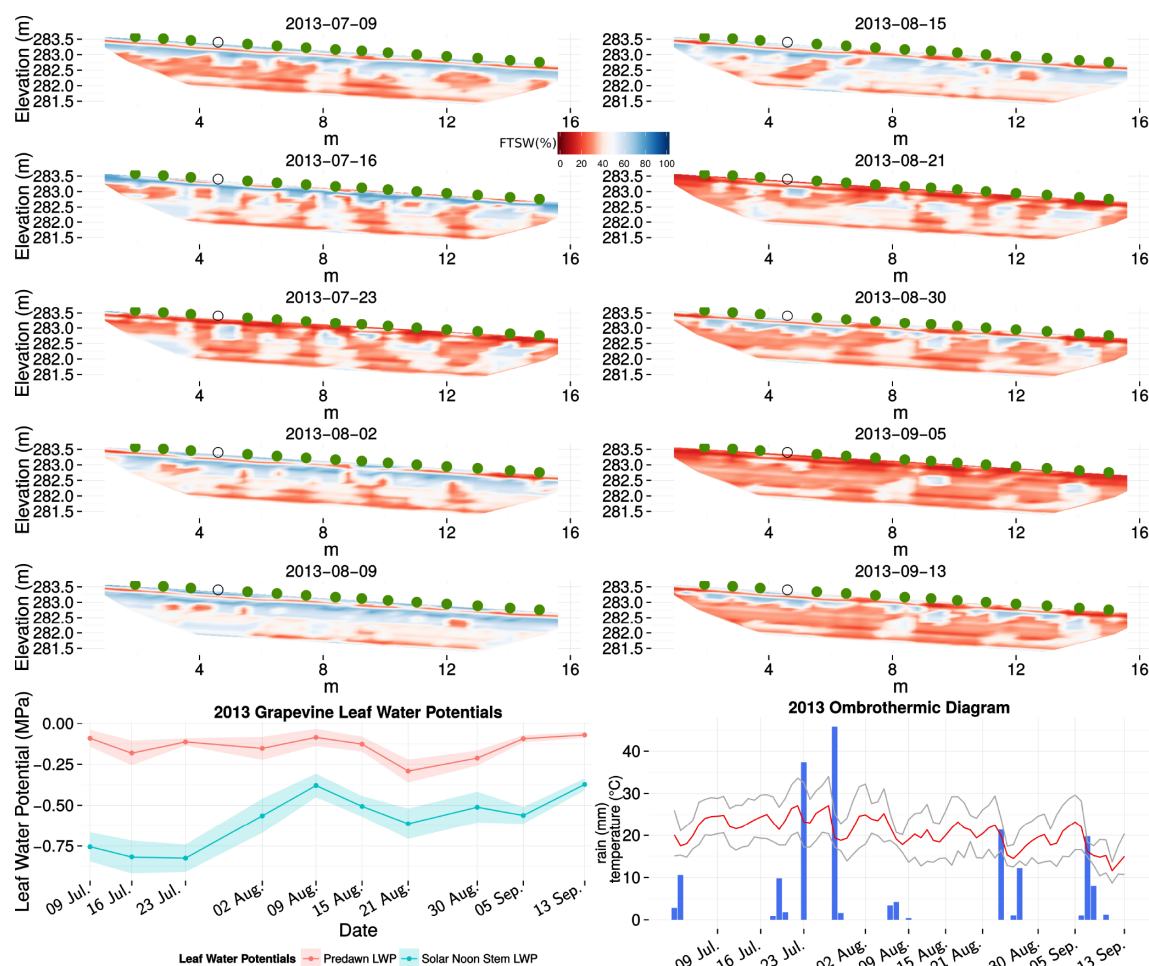 2013−07−09
Elevation (m)
283.5
283.0
282.5
282.0
281.5
4 8 12 16
m
2013−08−15
283.5
283.0
282.5
282.0
281.5
4 8 12 16
m
FTSW(%)
0 20 40 60 80 100
2013−07−16
Elevation (m)
283.5
283.0
282.5
282.0
281.5
4 8 12 16
m
2013−08−21
283.5
283.0
282.5
282.0
281.5
4 8 12 16
m
2013−07−23
Elevation (m)
283.5
283.0
282.5
282.0
281.5
4 8 12 16
m
2013−08−30
283.5
283.0
282.5
282.0
281.5
4 8 12 16
m
2013−08−02
Elevation (m)
283.5
283.0
282.5
282.0
281.5
4 8 12 16
m
2013−09−05
283.5
283.0
282.5
282.0
281.5
4 8 12 16
m
2013−08−09
Elevation (m)
283.5
283.0
282.5
282.0
281.5
4 8 12 16
m
2013−09−13
283.5
283.0
282.5
282.0
281.5
4 8 12 16
m
2013 Grapevine Leaf Water Potentials
Leaf Water Potential (MPa)
0.00
−0.25
−0.50
−0.75
09 Jul. 16 Jul. 23 Jul. 02 Aug. 09 Aug. 15 Aug. 21 Aug. 30 Aug. 05 Sep. 13 Sep.
Date
Leaf Water Potentials Predawn LWP Solar Noon Stem LWP
2013 Ombrothermic Diagram
rain (mm)
temperature (°C)
40
30
20
10
0
09 Jul. 16 Jul. 23 Jul. 02 Aug. 09 Aug. 15 Aug. 21 Aug. 30 Aug. 05 Sep. 13 Sep.